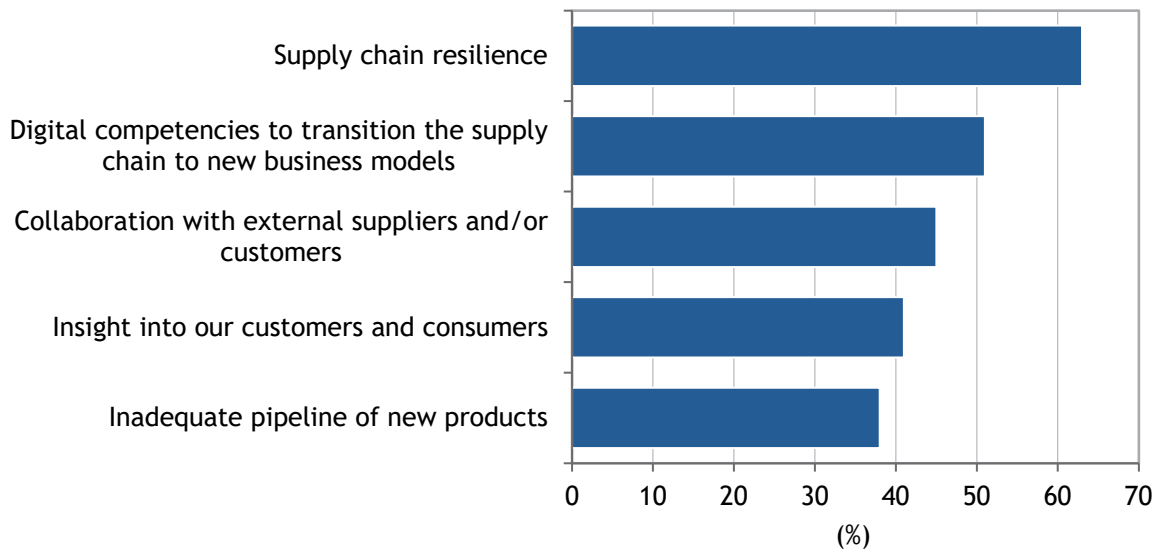 Supply chain resilience
Digital competencies to transition the supply
chain to new business models
Collaboration with external suppliers and/or
customers
Insight into our customers and consumers
Inadequate pipeline of new products
0 10 20 30 40 50 60 70
(%)